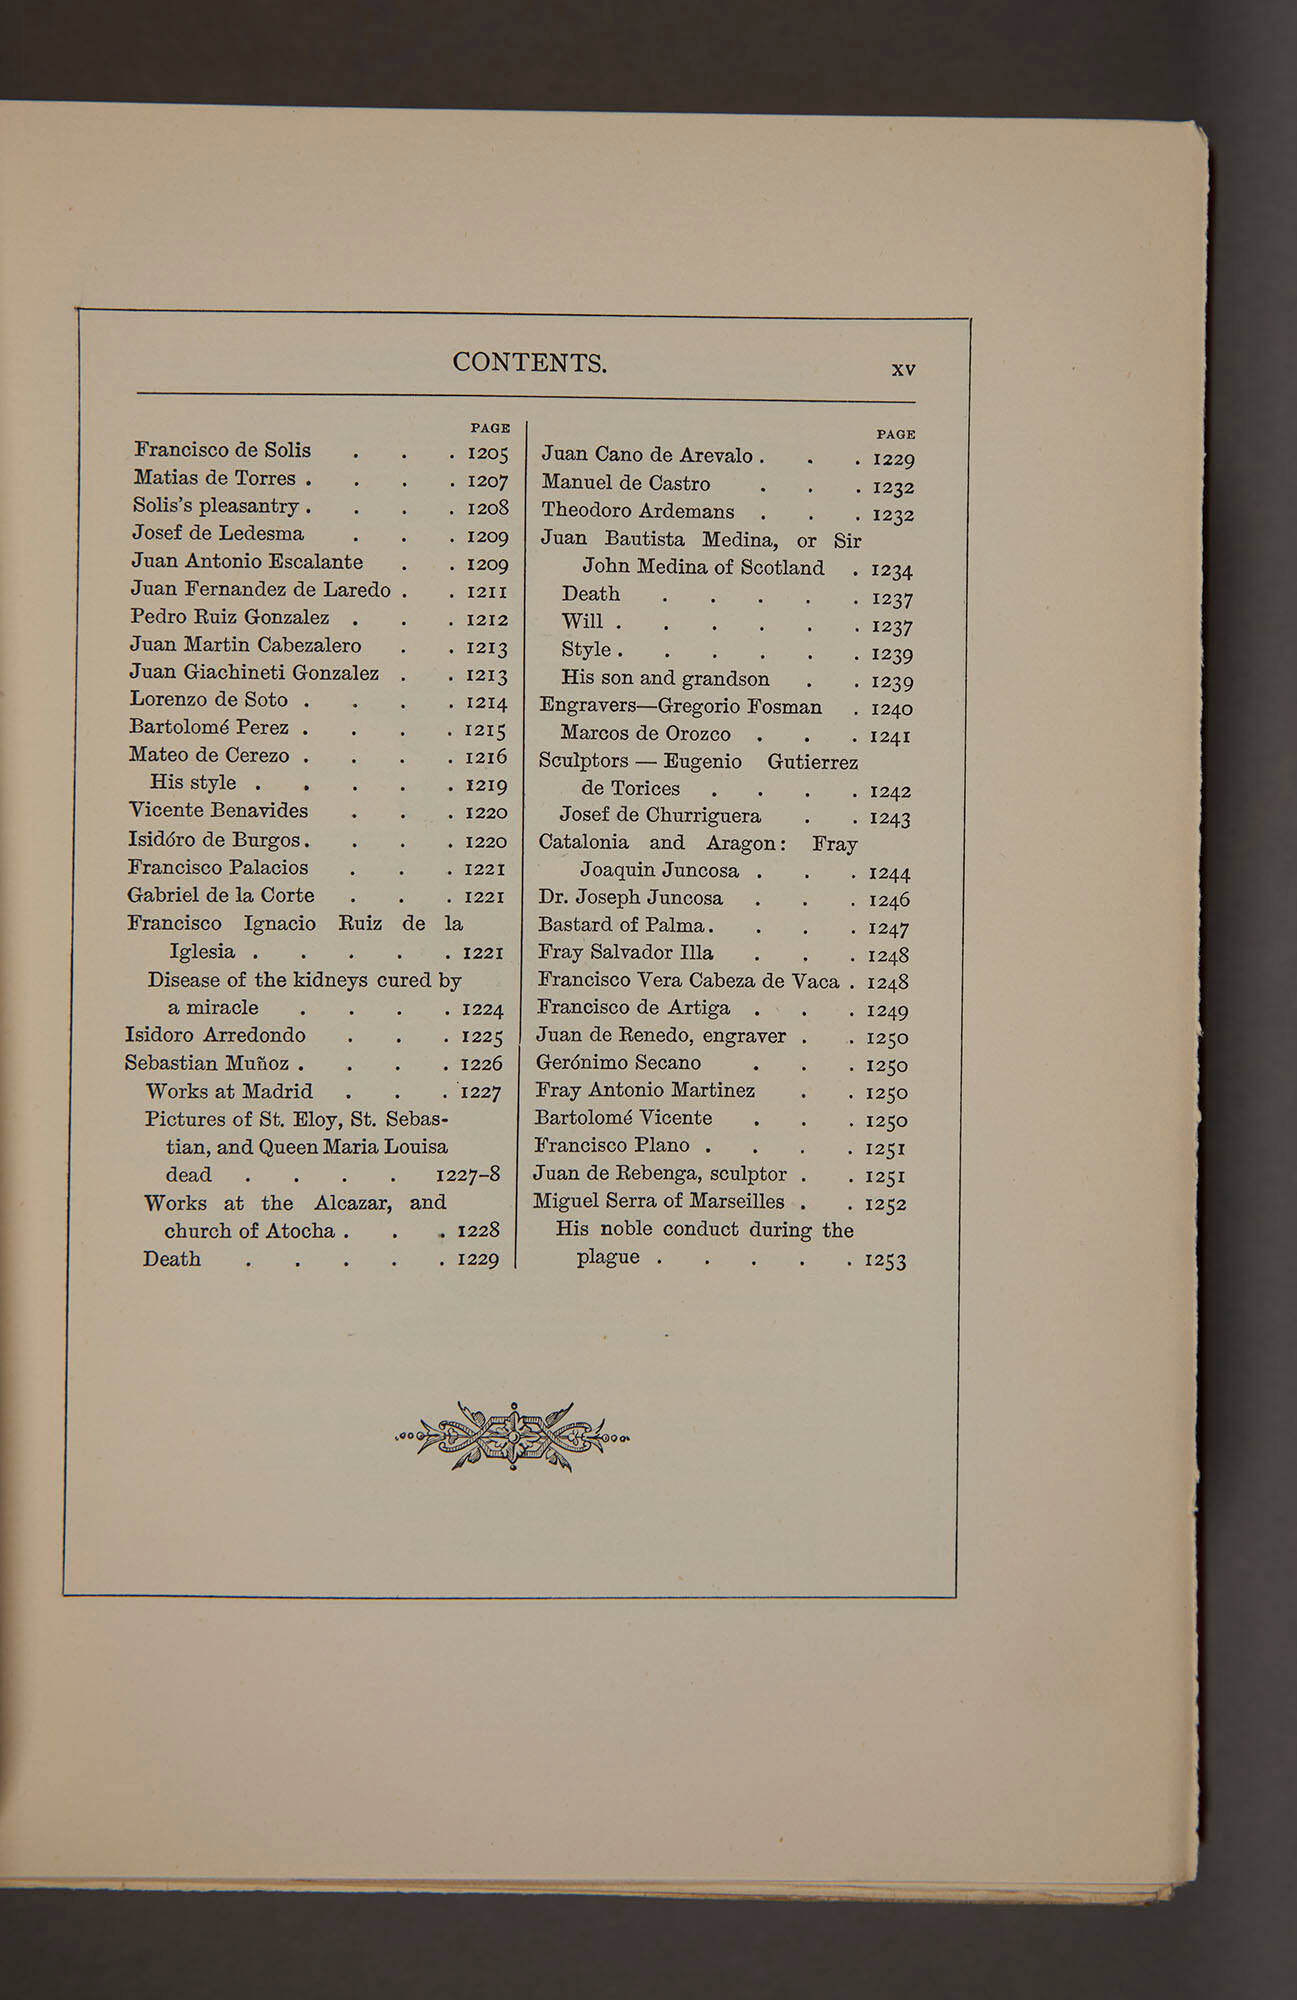 CONTENTS.
xv
PAGE
Francisco de Solis . . . 1205
Matias de Torres . . . . 1207
Solis's pleasantry . . . . 1208
Josef de Ledesma . . . 1209
Juan Antonio Escalante . . 1209
Juan Fernandez de Laredo . . 1211
Pedro Ruiz Gonzalez . . . 1212
Juan Martin Cabezalero . . 1213
Juan Giachineti Gonzalez . . 1213
Lorenzo de Soto . . . . 1214
Bartolomé Perez . . . . 1215
Mateo de Cerezo . . . . 1216
His style . . . . . 1219
Vicente Benavides . . . 1220
Isidóro de Burgos . . . . 1220
Francisco Palacios . . . 1221
Gabriel de la Corte . . . 1221
Francisco Ignacio Ruiz de la
Iglesia . . . . . 1221
Disease of the kidneys cured by
a miracle . . . . 1224
Isidoro Arredondo . . . 1225
Sebastian Muñoz . . . . 1226
Works at Madrid . . . 1227
Pictures of St. Eloy, St. Sebas-
tian, and Queen Maria Louisa
dead . . . . 1227-8
Works at the Alcazar, and
church of Atocha . . . 1228
Death . . . . . 1229
PAGE
Juan Cano de Arevalo . . . 1229
Manuel de Castro . . . 1232
Theodoro Ardemans . . . 1232
Juan Bautista Medina, or Sir
John Medina of Scotland . 1234
Death . . . . . 1237
Will . . . . . . 1237
Style . . . . . . 1239
His son and grandson . . 1239
Engravers—Gregorio Fosman . 1240
Marcos de Orozco . . . 1241
Sculptors — Eugenio Gutierrez
de Torices . . . . 1242
Josef de Churriguera . . 1243
Catalonia and Aragon: Fray
Joaquin Juncosa . . . 1244
Dr. Joseph Juncosa . . . 1246
Bastard of Palma . . . . 1247
Fray Salvador Illa . . . 1248
Francisco Vera Cabeza de Vaca . 1248
Francisco de Artiga . . . 1249
Juan de Renedo, engraver . . 1250
Gerónimo Secano . . . 1250
Fray Antonio Martinez . . 1250
Bartolomé Vicente . . . 1250
Francisco Plano . . . . 1251
Juan de Rebenga, sculptor . . 1251
Miguel Serra of Marseilles . . 1252
His noble conduct during the
plague . . . . . 1253